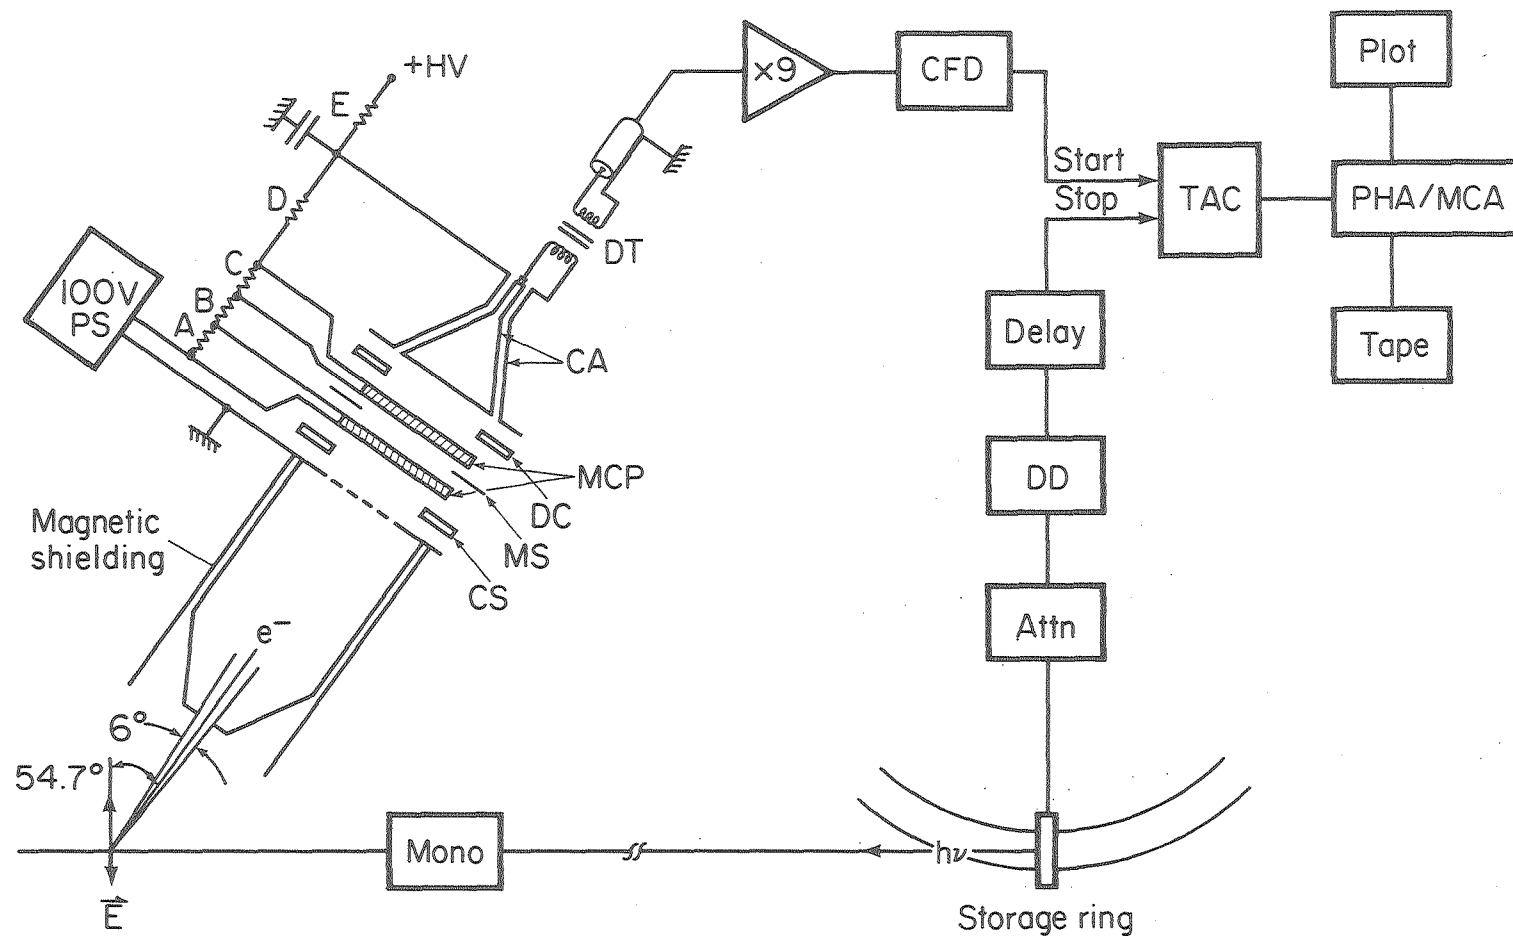 +HV
E
D
C
B
A
100V
PS
DT
CA
MCP
DC
MS
CS
Magnetic
shielding
e⁻
6°
54.7°
E⃗
Mono
hν
Storage ring
×9
CFD
Start
Stop
TAC
Plot
PHA/MCA
Tape
Delay
DD
Attn